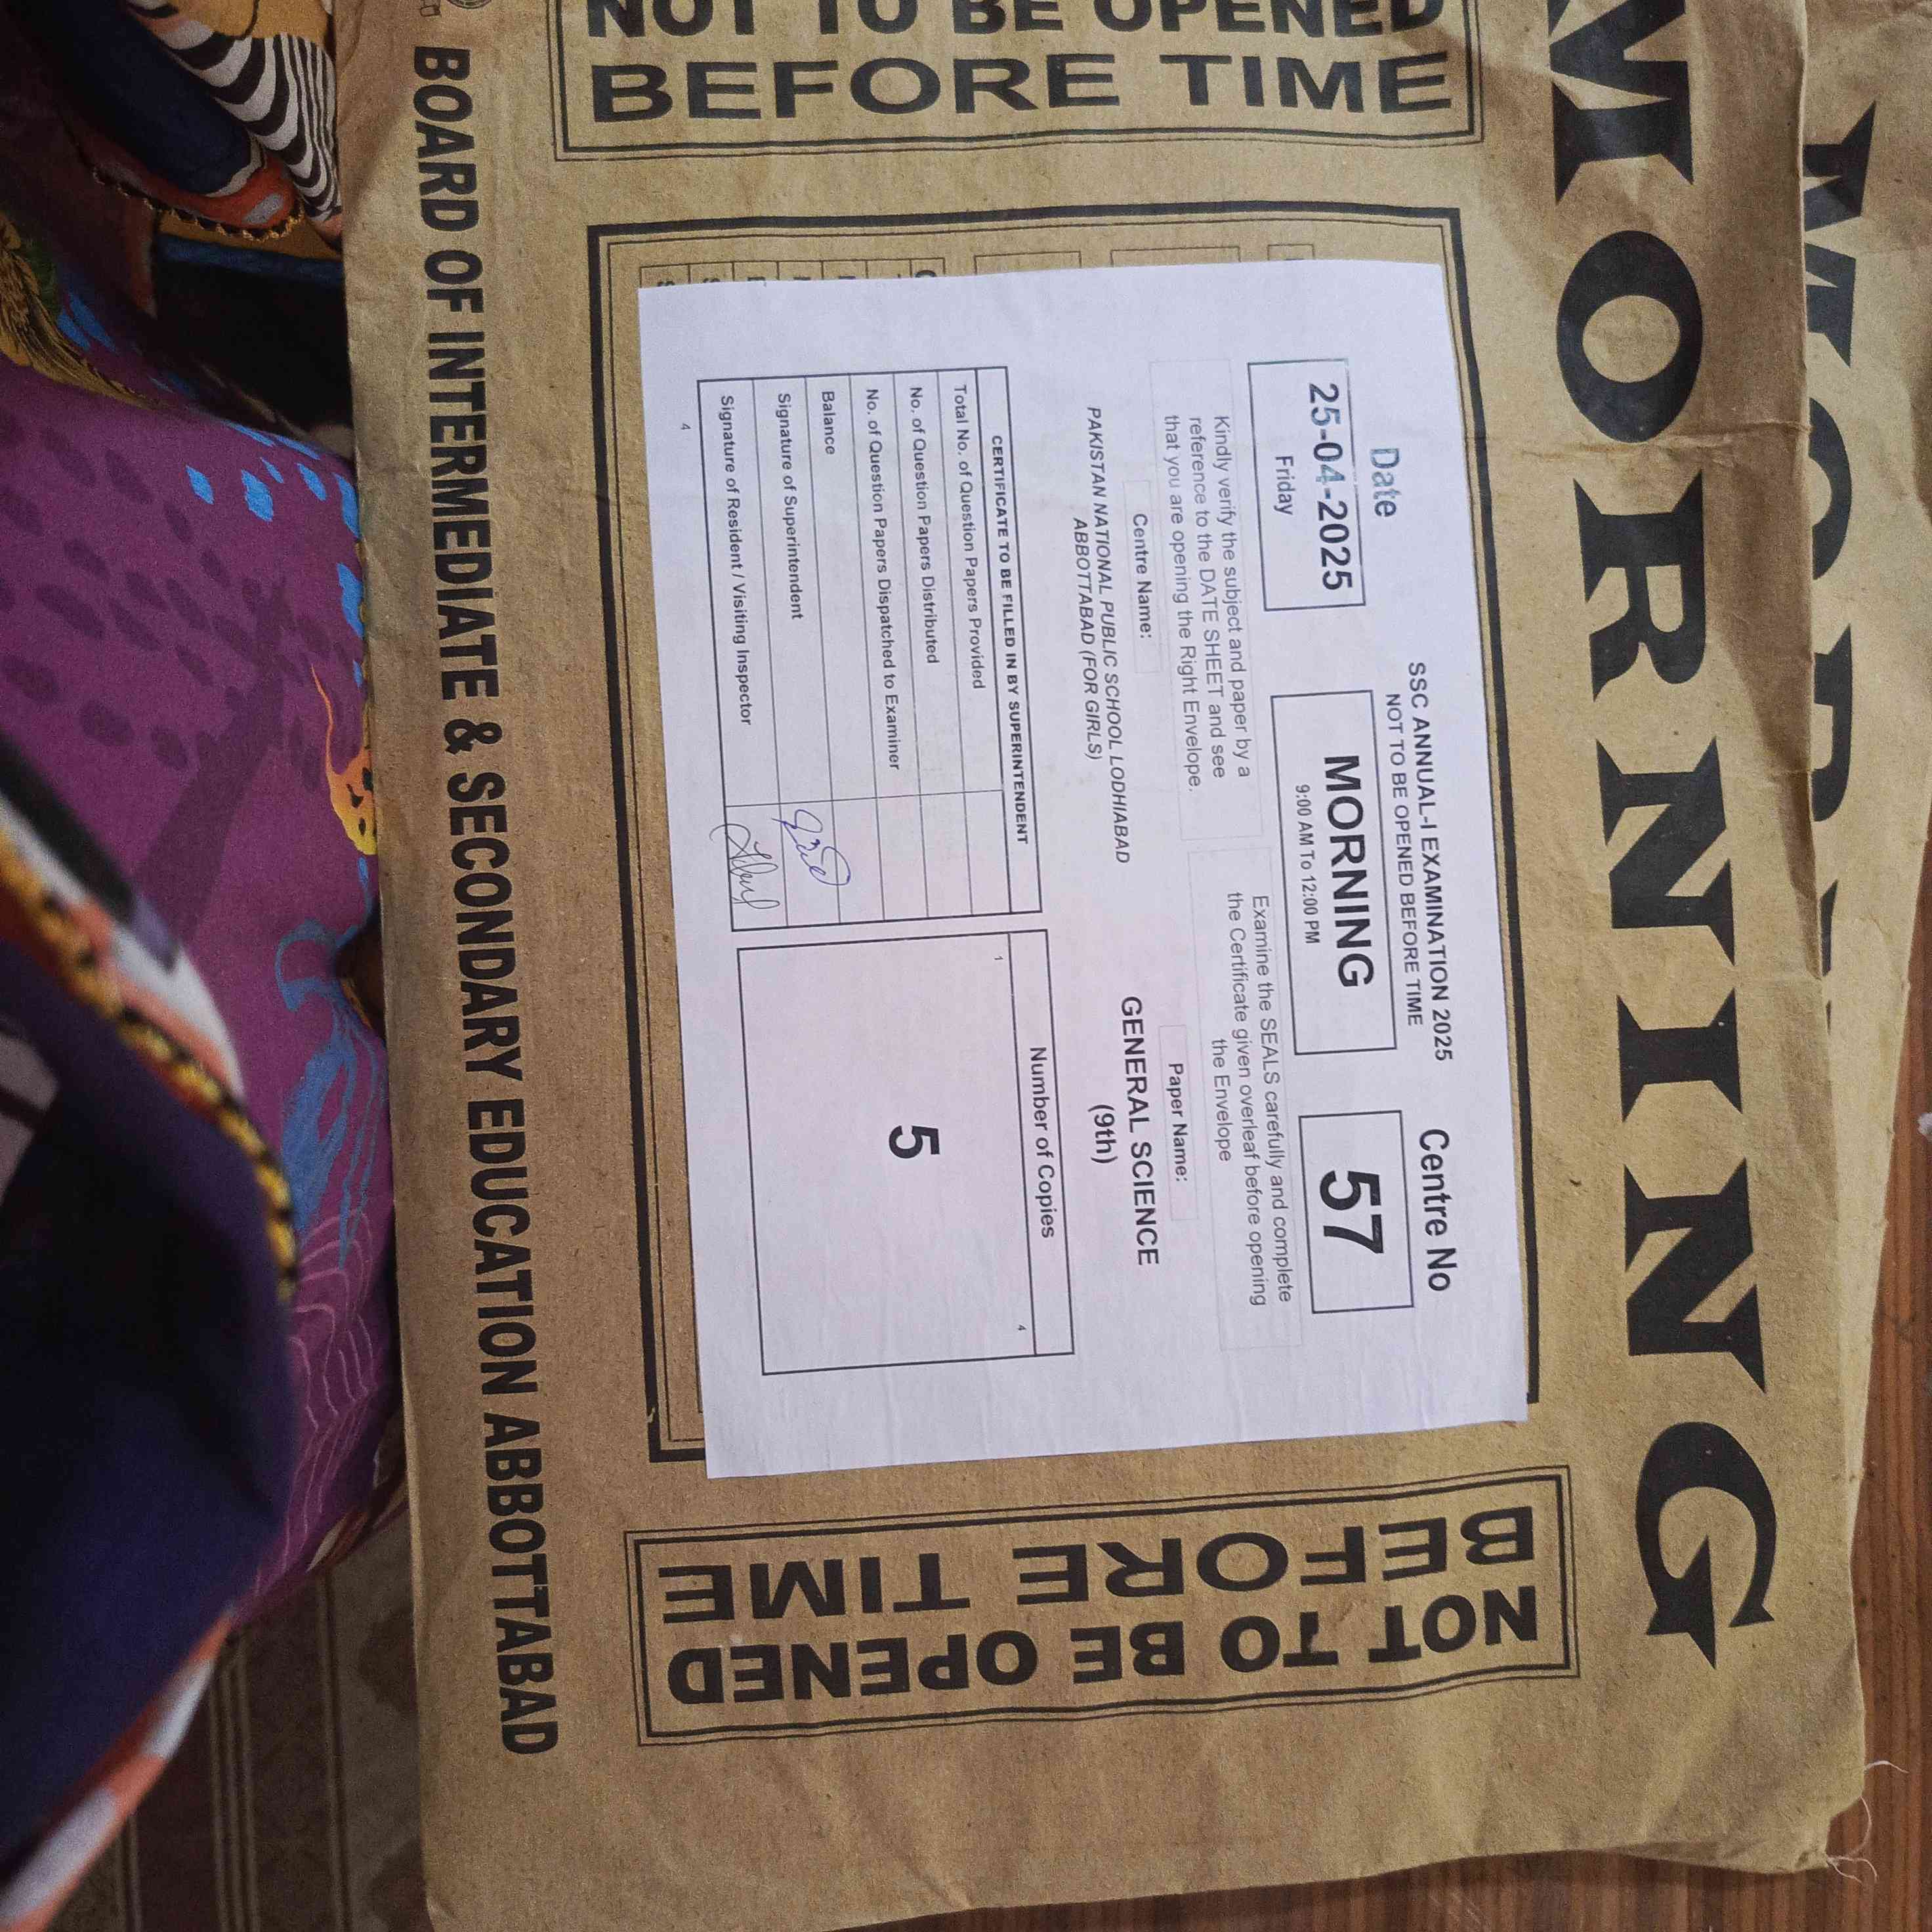 MORNING
NOT TO BE OPENED
BEFORE TIME
SSC ANNUAL-I EXAMINATION 2025
NOT TO BE OPENED BEFORE TIME
Date
25-04-2025
Friday
MORNING
9:00 AM To 12:00 PM
Centre No
57
Kindly verify the subject and paper by a
reference to the DATE SHEET and see
that you are opening the Right Envelope.
Examine the SEALS carefully and complete
the Certificate given overleaf before opening
the Envelope
Centre Name:
PAKISTAN NATIONAL PUBLIC SCHOOL LODHIABAD
ABBOTTABAD (FOR GIRLS)
Paper Name:
GENERAL SCIENCE
(9th)
CERTIFICATE TO BE FILLED IN BY SUPERINTENDENT
Total No. of Question Papers Provided
No. of Question Papers Distributed
No. of Question Papers Dispatched to Examiner
Balance
Signature of Superintendent
Signature of Resident / Visiting Inspector
Number of Copies
1
4
5
4
NOT TO BE OPENED
BEFORE TIME
BOARD OF INTERMEDIATE & SECONDARY EDUCATION ABBOTTABAD